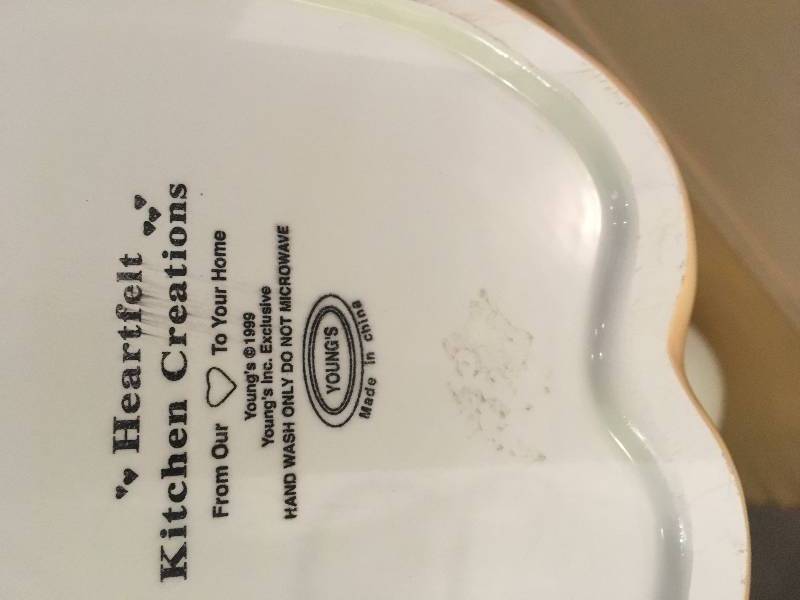 Heartfelt
Kitchen Creations
From Our ♡ To Your Home
Young's ©1999
Young's Inc. Exclusive
HAND WASH ONLY DO NOT MICROWAVE
YOUNG'S
Made in china